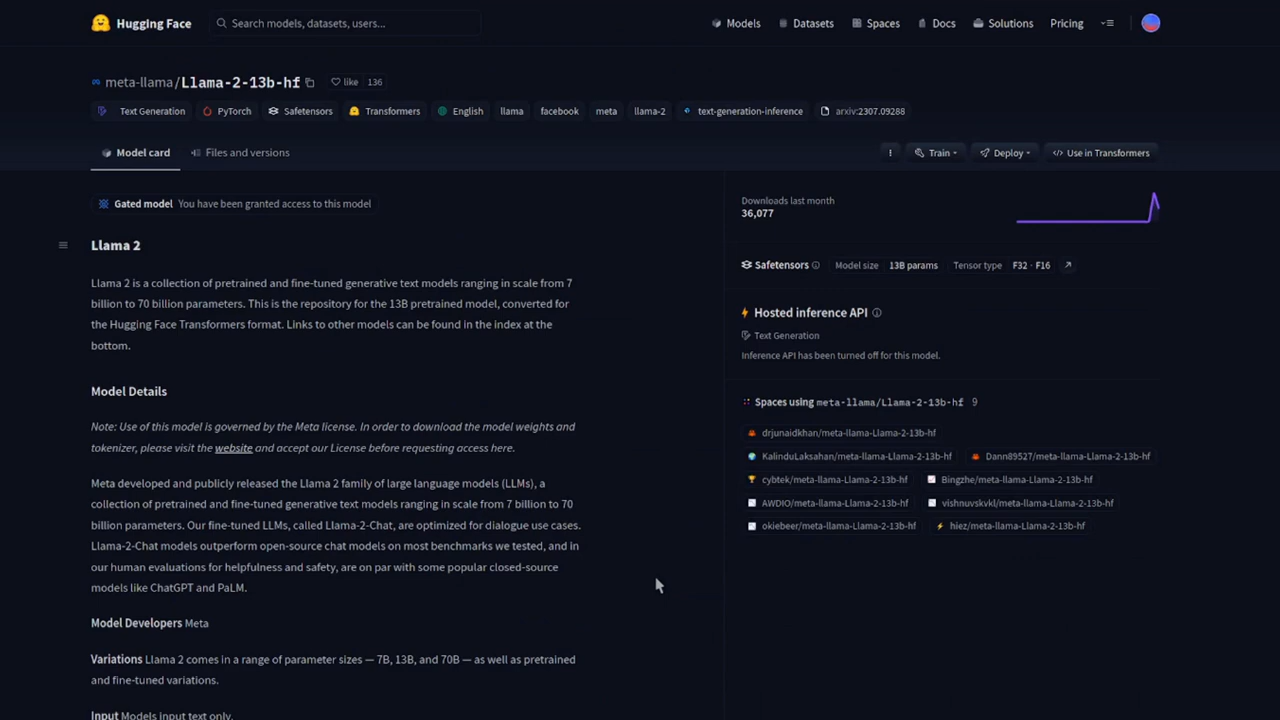 Hugging Face
Search models, datasets, users...
Models
Datasets
Spaces
Docs
Solutions
Pricing
meta-llama/Llama-2-13b-hf
like 136
Text Generation
PyTorch
Safetensors
Transformers
English
llama
facebook
meta
llama-2
text-generation-inference
arxiv:2307.09288
Model card
Files and versions
Train
Deploy
Use in Transformers
Gated model You have been granted access to this model
Llama 2
Llama 2 is a collection of pretrained and fine-tuned generative text models ranging in scale from 7
billion to 70 billion parameters. This is the repository for the 13B pretrained model, converted for
the Hugging Face Transformers format. Links to other models can be found in the index at the
bottom.
Model Details
Note: Use of this model is governed by the Meta license. In order to download the model weights and
tokenizer, please visit the website and accept our License before requesting access here.
Meta developed and publicly released the Llama 2 family of large language models (LLMs), a
collection of pretrained and fine-tuned generative text models ranging in scale from 7 billion to 70
billion parameters. Our fine-tuned LLMs, called Llama-2-Chat, are optimized for dialogue use cases.
Llama-2-Chat models outperform open-source chat models on most benchmarks we tested, and in
our human evaluations for helpfulness and safety, are on par with some popular closed-source
models like ChatGPT and PaLM.
Model Developers Meta
Variations Llama 2 comes in a range of parameter sizes — 7B, 13B, and 70B — as well as pretrained
and fine-tuned variations.
Input Models input text only.
Downloads last month
36,077
Safetensors
Model size 13B params
Tensor type F32 · F16
Hosted inference API
Text Generation
Inference API has been turned off for this model.
Spaces using meta-llama/Llama-2-13b-hf 9
drjunaidkhan/meta-llama-Llama-2-13b-hf
KalinduLaksahan/meta-llama-Llama-2-13b-hf
Dann89527/meta-llama-Llama-2-13b-hf
cybtek/meta-llama-Llama-2-13b-hf
Bingzhe/meta-llama-Llama-2-13b-hf
AWDIO/meta-llama-Llama-2-13b-hf
vishnuvskvkl/meta-llama-Llama-2-13b-hf
okiebeer/meta-llama-Llama-2-13b-hf
hiez/meta-llama-Llama-2-13b-hf